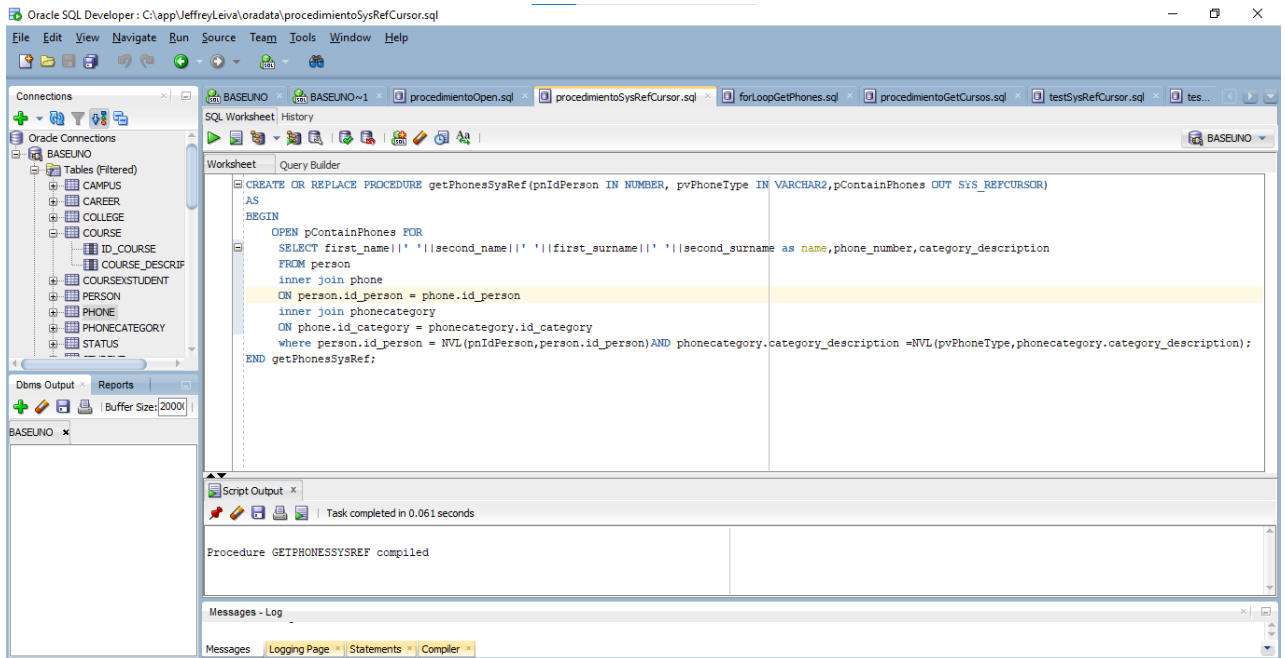 Oracle SQL Developer : C:\app\JeffreyLeiva\oradata\procedimientoSysRefCursor.sql
File Edit View Navigate Run Source Team Tools Window Help
Connections
BASEUNO
BASEUNO~1
procedimientoOpen.sql
procedimientoSysRefCursor.sql
forLoopGetPhones.sql
procedimientoGetCursos.sql
testSysRefCursor.sql
tes...
SQL Worksheet History
BASEUNO
Worksheet Query Builder
Oracle Connections
BASEUNO
Tables (Filtered)
CAMPUS
CAREER
COLLEGE
COURSE
ID_COURSE
COURSE_DESCRIP
COURSEXSTUDENT
PERSON
PHONE
PHONECATEGORY
STATUS
CREATE OR REPLACE PROCEDURE getPhonesSysRef(pnIdPerson IN NUMBER, pvPhoneType IN VARCHAR2,pContainPhones OUT SYS_REFCURSOR)
AS
BEGIN
OPEN pContainPhones FOR
SELECT first_name||' '||second_name||' '||first_surname||' '||second_surname as name,phone_number,category_description
FROM person
inner join phone
ON person.id_person = phone.id_person
inner join phonecategory
ON phone.id_category = phonecategory.id_category
where person.id_person = NVL(pnIdPerson,person.id_person)AND phonecategory.category_description =NVL(pvPhoneType,phonecategory.category_description);
END getPhonesSysRef;
Dbms Output Reports
Buffer Size: 2000
BASEUNO
Script Output
Task completed in 0.061 seconds
Procedure GETPHONESSYSREF compiled
Messages - Log
Messages Logging Page Statements Compiler